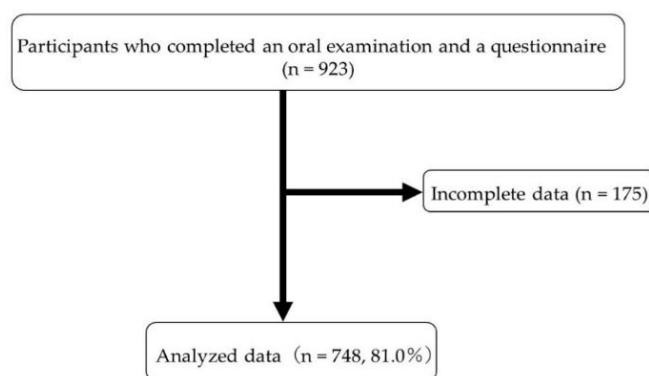 Participants who completed an oral examination and a questionnaire
(n = 923)
Incomplete data (n = 175)
Analyzed data（n = 748, 81.0%）